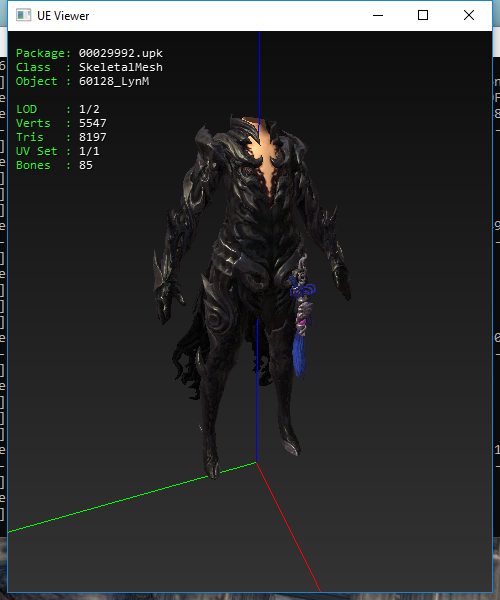 UE Viewer
Package: 00029992.upk
Class : SkeletalMesh
Object : 60128_LynM
LOD : 1/2
Verts : 5547
Tris : 8197
UV Set : 1/1
Bones : 85